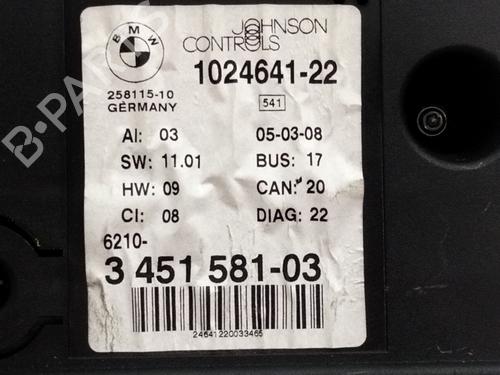 BMW
JOHNSON
CONTROLS
1024641-22
258115-10
GERMANY
541
AI: 03
05-03-08
SW: 11.01
BUS: 17
HW: 09
CAN: 20
CI: 08
DIAG: 22
6210-
3 451 581-03
24641220033465